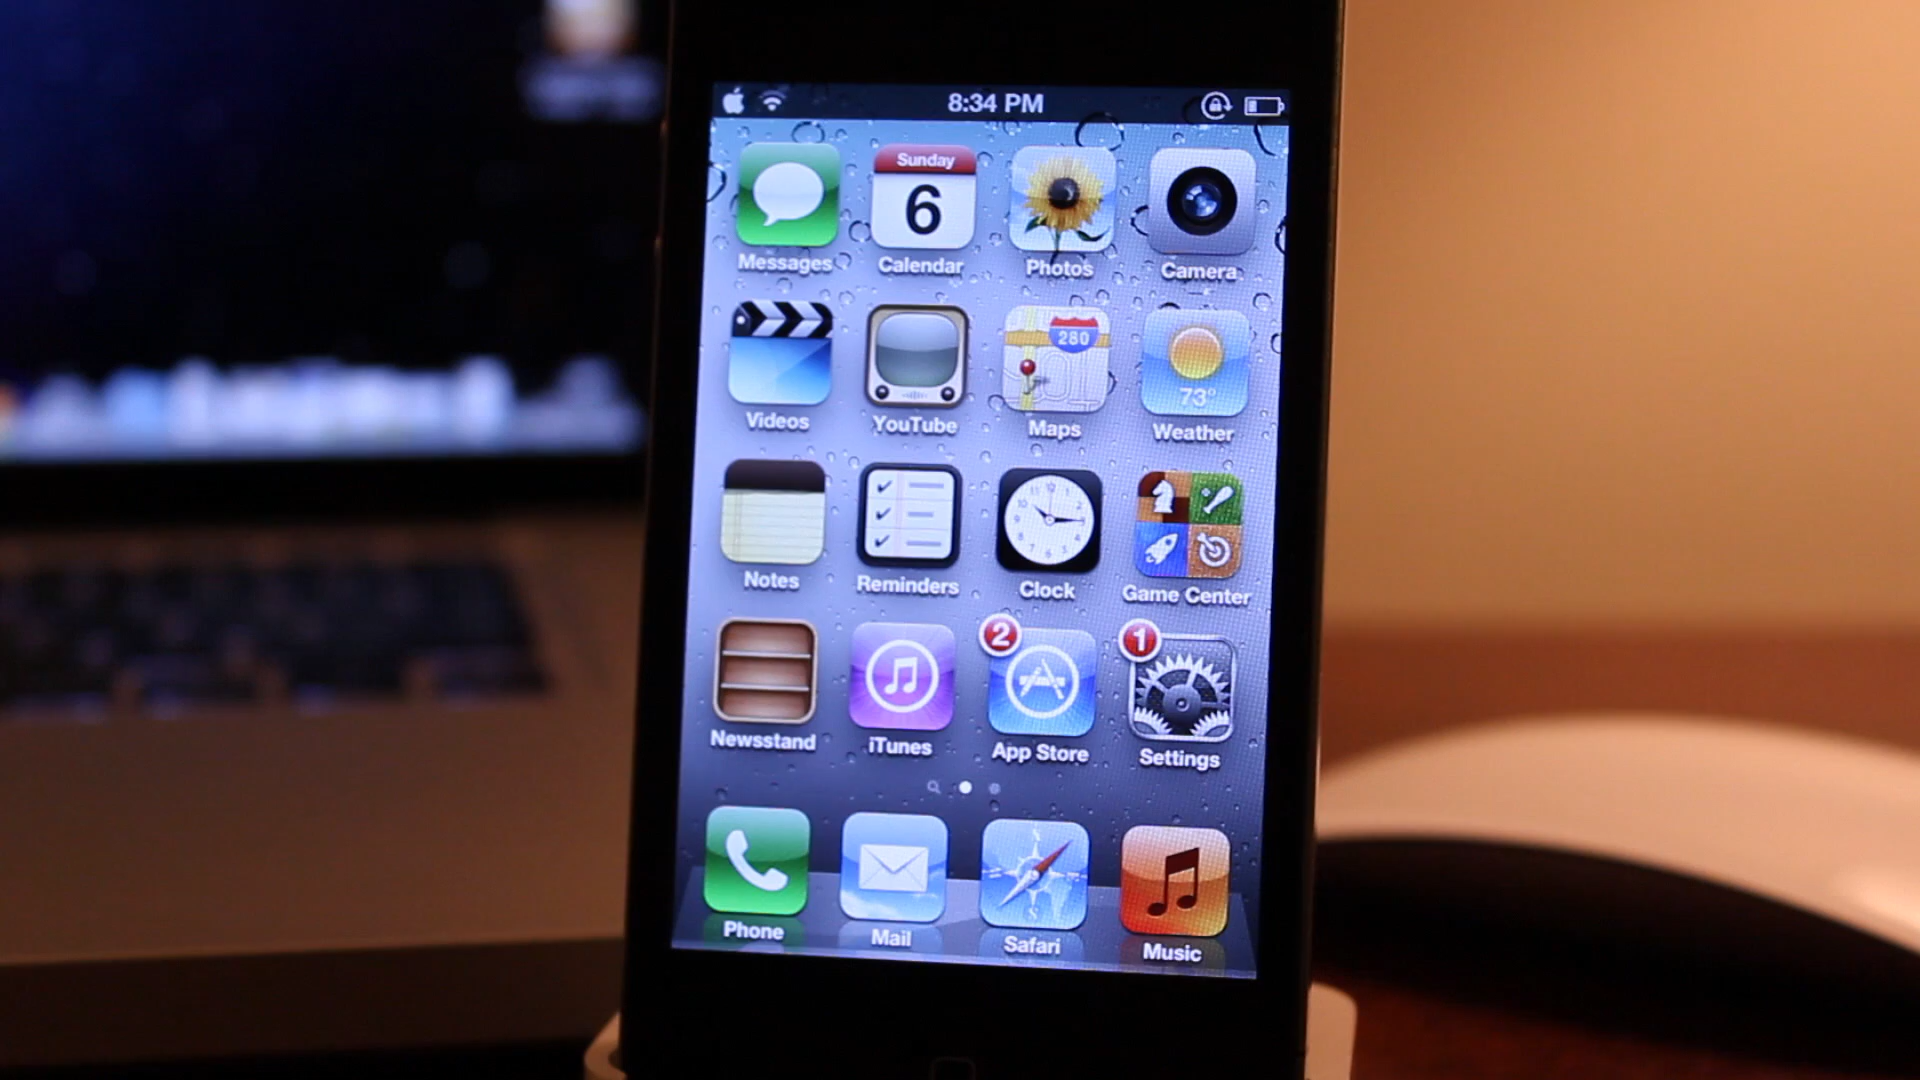 8:34 PM
Sunday
6
Messages
Calendar
Photos
Camera
280
73°
Videos
YouTube
Maps
Weather
Notes
Reminders
Clock
Game Center
2
1
Newsstand
iTunes
App Store
Settings
Phone
Mail
Safari
Music